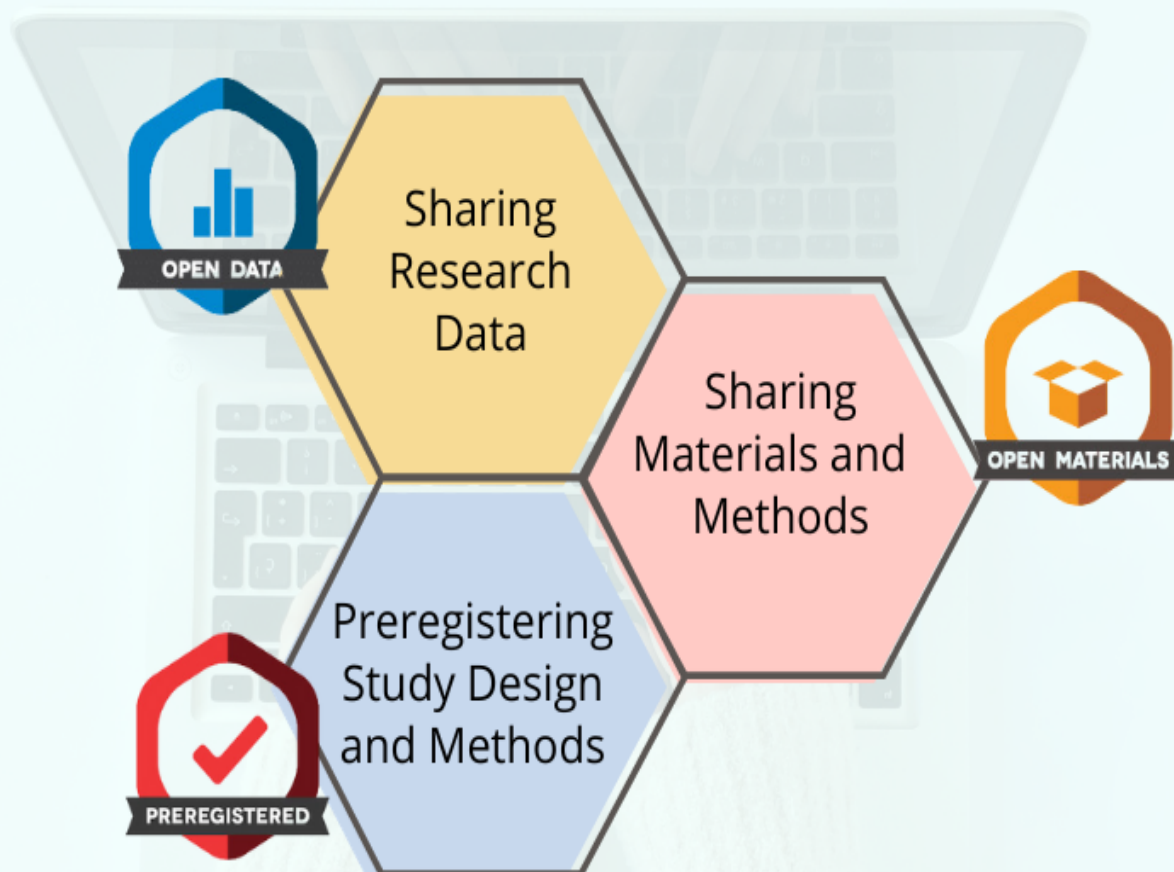 OPEN DATA
Sharing
Research
Data
Sharing
Materials and
Methods
OPEN MATERIALS
Preregistering
Study Design
and Methods
PREREGISTERED